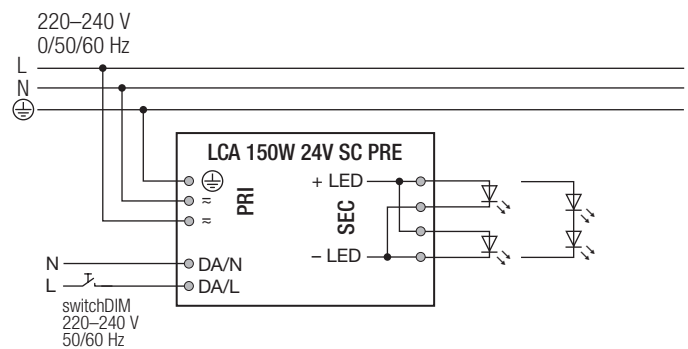 220–240 V
0/50/60 Hz
L
N
LCA 150W 24V SC PRE
PRI
SEC
+ LED
– LED
N
DA/N
L
DA/L
switchDIM
220–240 V
50/60 Hz